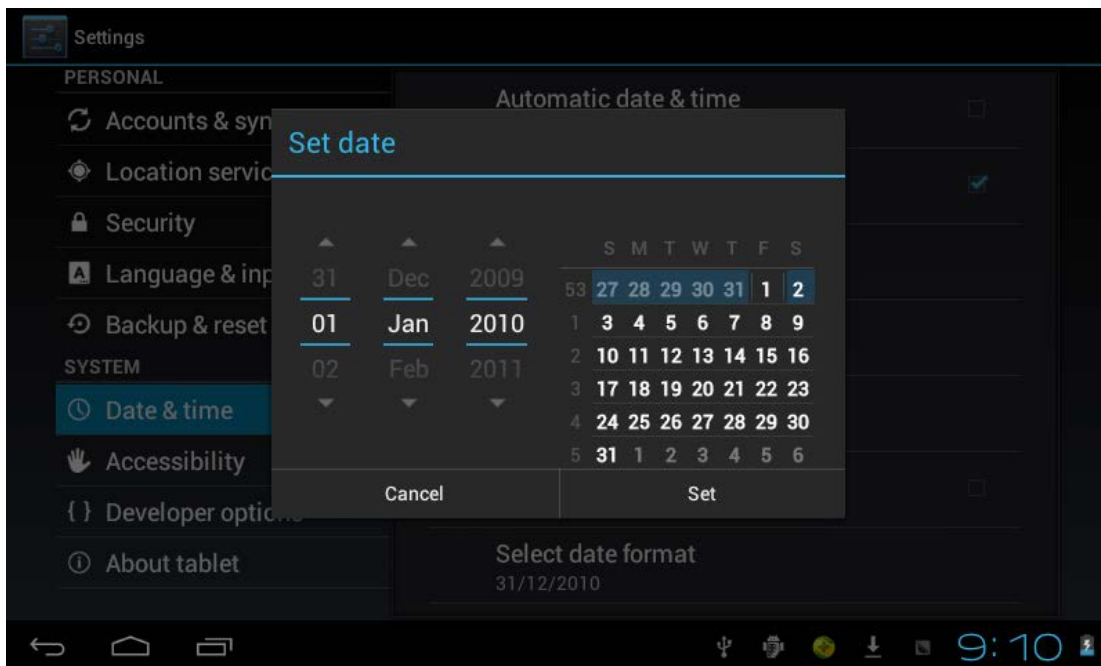 Settings
PERSONAL
Accounts & syn
Location servic
Security
Language & inp
Backup & reset
SYSTEM
Date & time
Accessibility
{ } Developer optio
About tablet
Automatic date & time
Set date
31 Dec 2009
01 Jan 2010
02 Feb 2011
S M T W T F S
53 27 28 29 30 31 1 2
1 3 4 5 6 7 8 9
2 10 11 12 13 14 15 16
3 17 18 19 20 21 22 23
4 24 25 26 27 28 29 30
5 31 1 2 3 4 5 6
Cancel Set
Select date format
31/12/2010
9:10